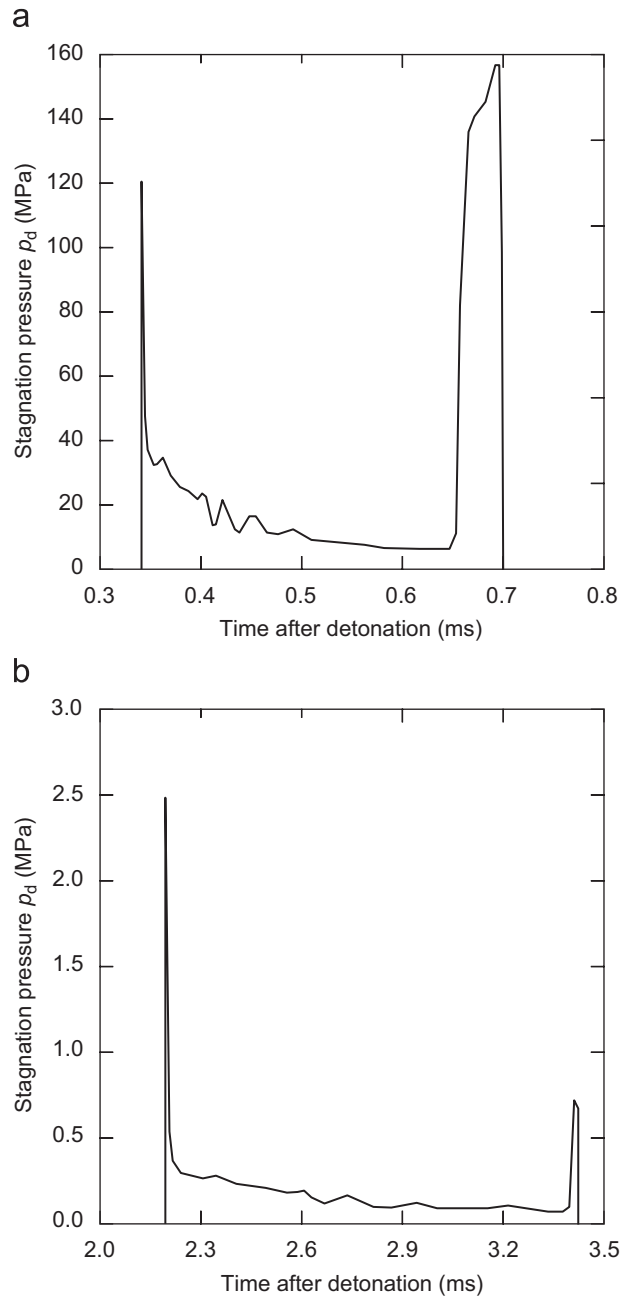 a
160
140
120
100
80
60
40
20
0
Stagnation pressure pd (MPa)
0.3 0.4 0.5 0.6 0.7 0.8
Time after detonation (ms)
b
3.0
2.5
2.0
1.5
1.0
0.5
0.0
Stagnation pressure pd (MPa)
2.0 2.3 2.6 2.9 3.2 3.5
Time after detonation (ms)